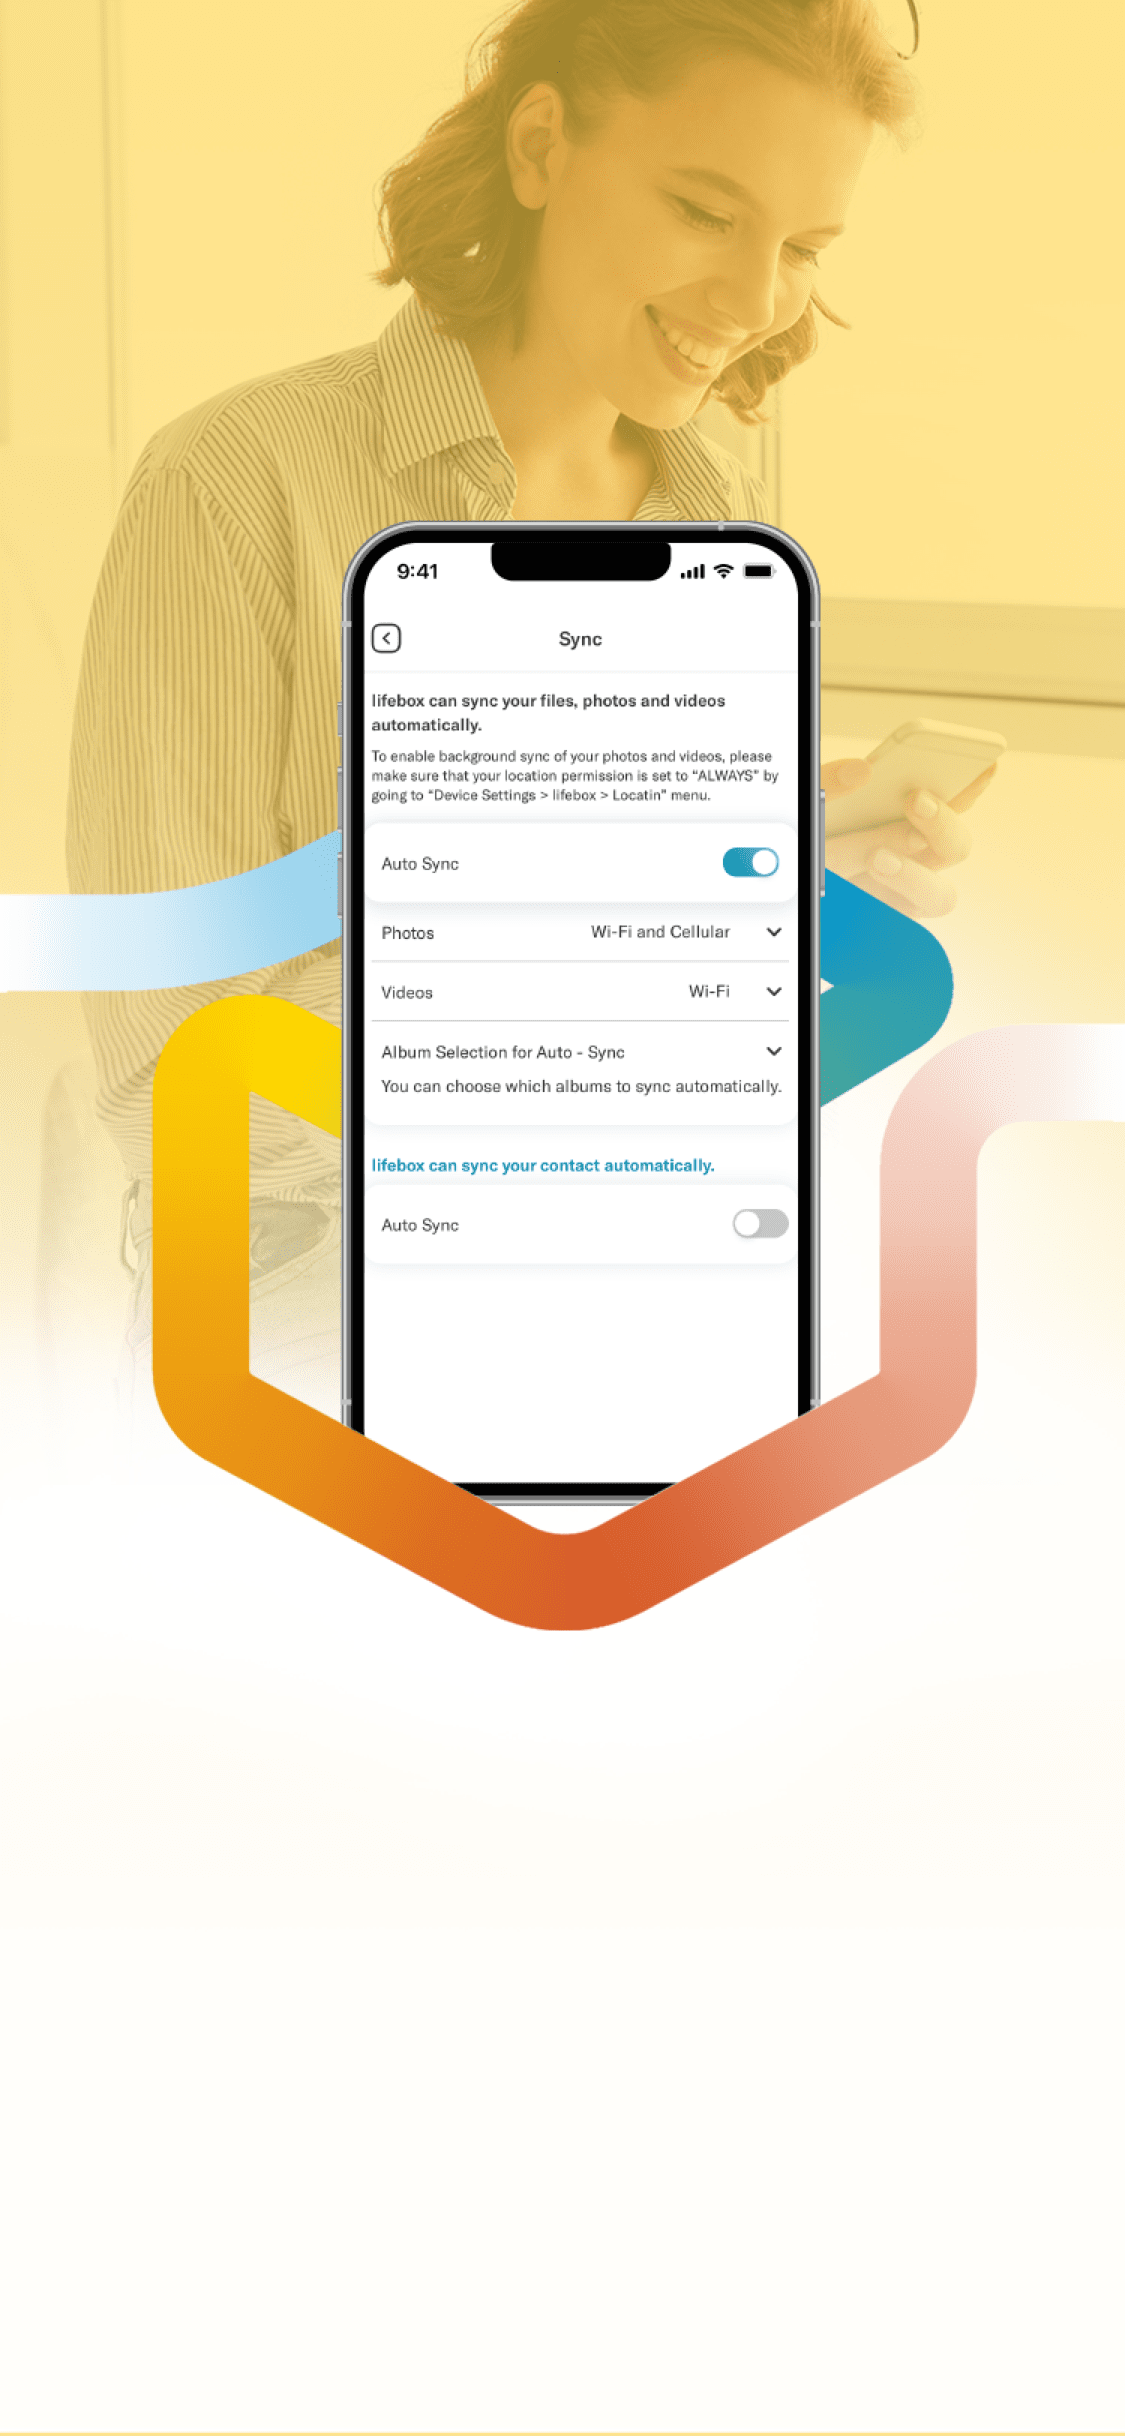 9:41
Sync
lifebox can sync your files, photos and videos
automatically.
To enable background sync of your photos and videos, please
make sure that your location permission is set to “ALWAYS” by
going to “Device Settings > lifebox > Locatin” menu.
Auto Sync
Photos Wi-Fi and Cellular
Videos Wi-Fi
Album Selection for Auto - Sync
You can choose which albums to sync automatically.
lifebox can sync your contact automatically.
Auto Sync